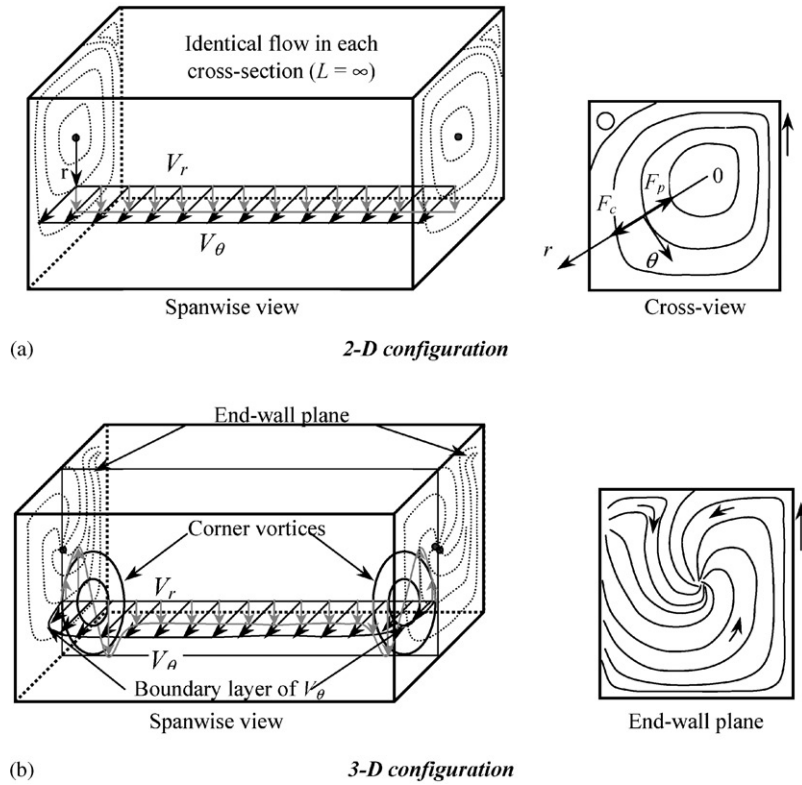 Identical flow in each
cross-section (L = ∞)
r
V_r
V_θ
Spanwise view
0
F_p
F_c
r
θ
Cross-view
(a)
2-D configuration
End-wall plane
Corner vortices
V_r
V_θ
Boundary layer of V_θ
Spanwise view
End-wall plane
(b)
3-D configuration